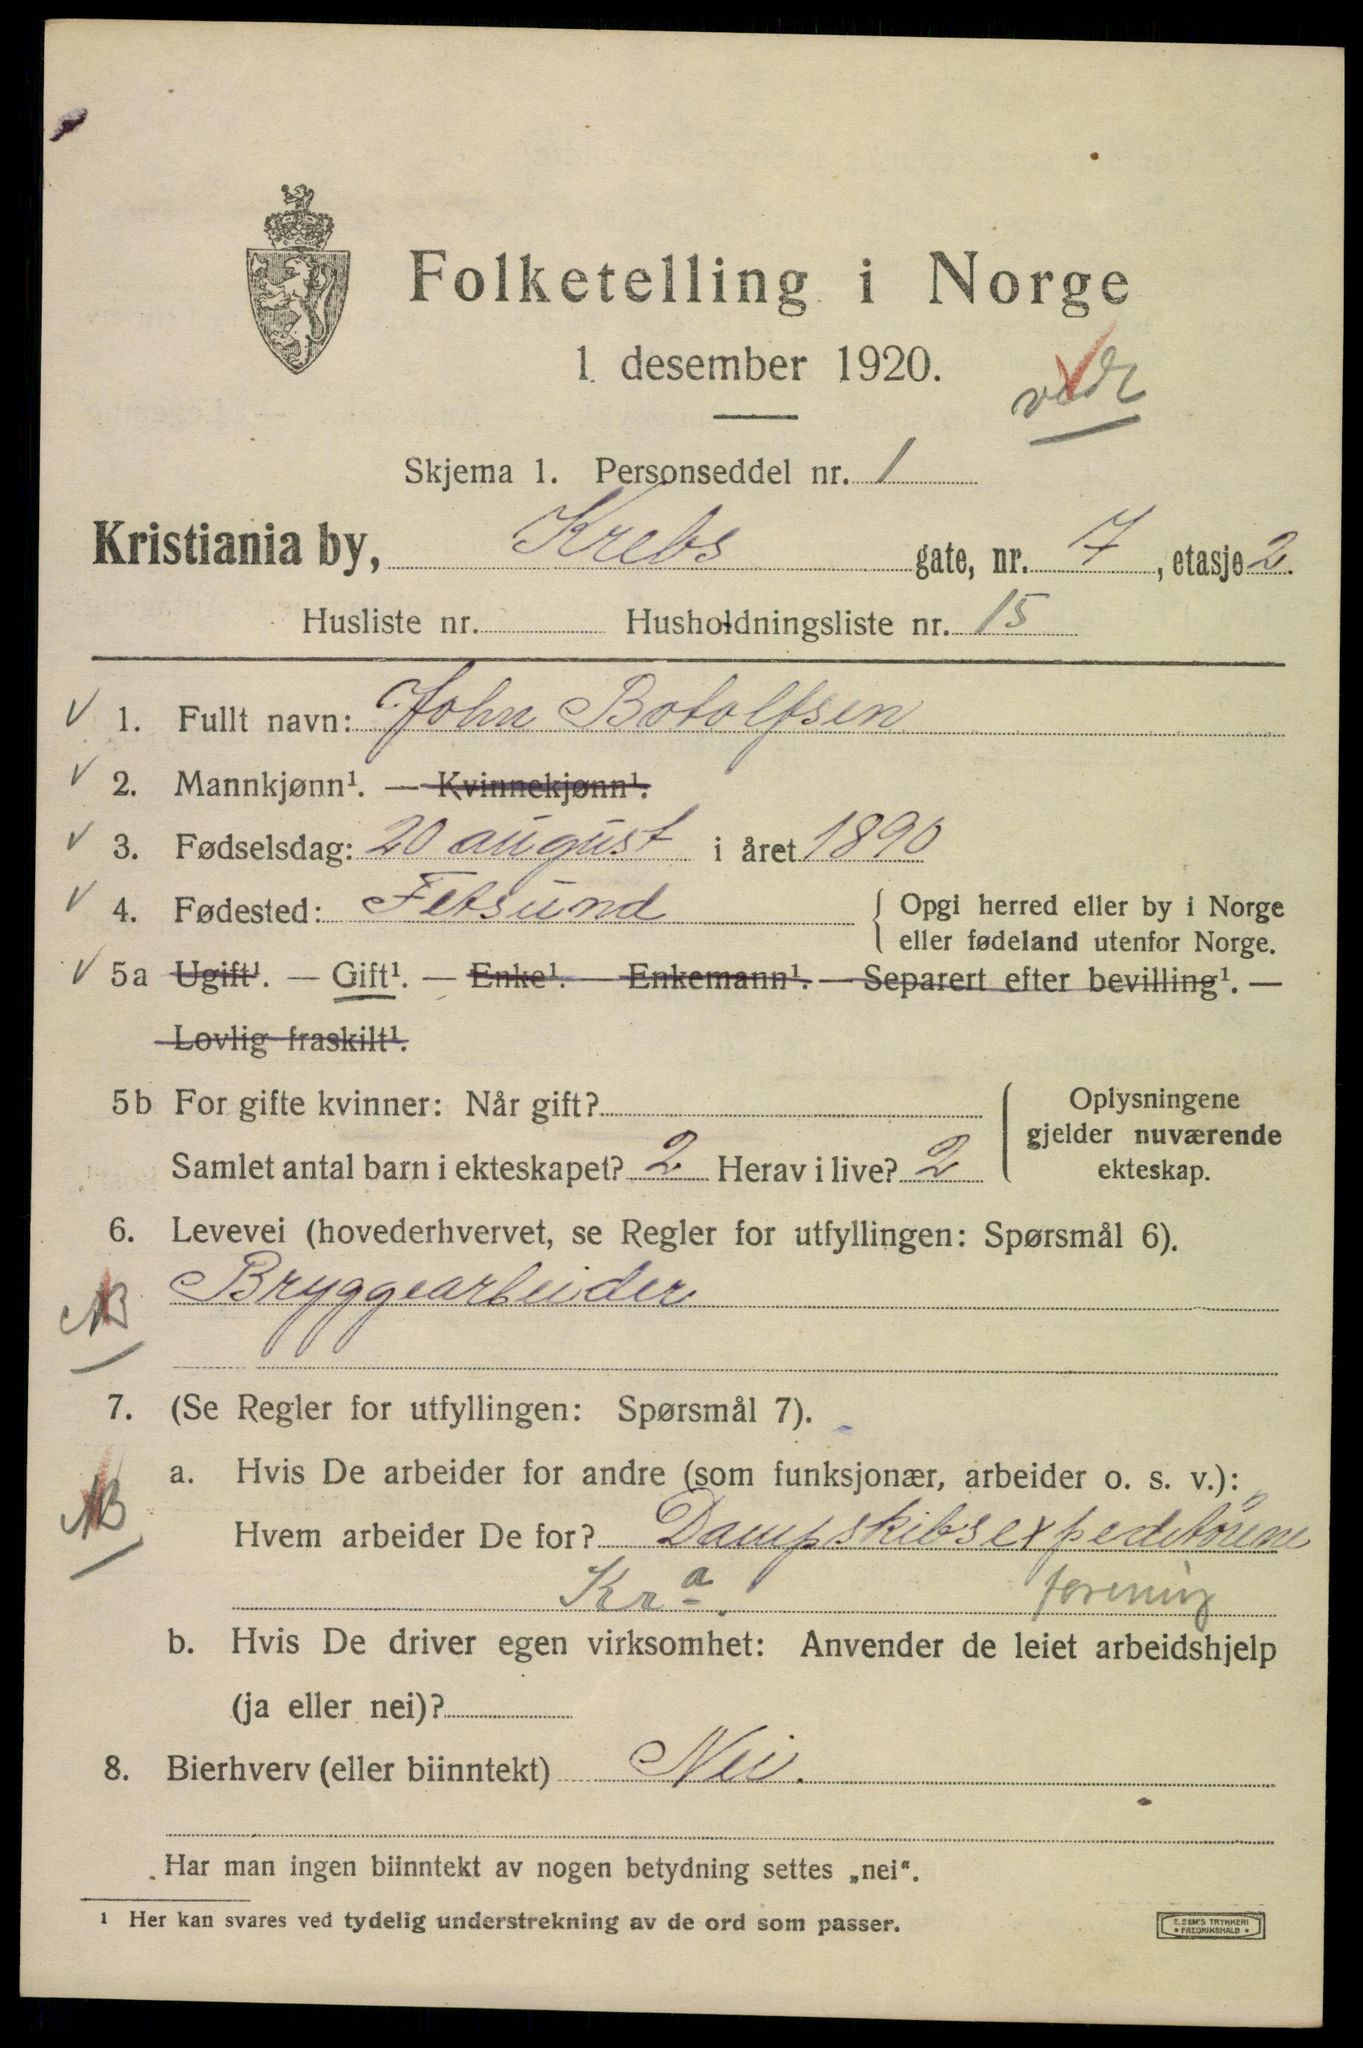 Folketelling i Norge
1. desember 1920.
Skjema 1. Personseddel nr. 1
Kristiania by, Krebs gate, nr. 7, etasje 2.
Husliste nr. Husholdningsliste nr. 15
1. Fullt navn: John Botolfsen
2. Mannkjønn¹. — Kvinnekjønn¹.
3. Fødselsdag: 20 august i året 1890
4. Fødested: Fetsund
Opgi herred eller by i Norge
eller fødeland utenfor Norge.
5a Ugift¹. — Gift¹. — Enke¹. — Enkemann¹. — Separert efter bevilling¹. —
Lovlig fraskilt¹.
5b For gifte kvinner: Når gift?
Samlet antal barn i ekteskapet? 2 Herav i live? 2
Oplysningene
gjelder nuværende
ekteskap.
6. Levevei (hovederhvervet, se Regler for utfyllingen: Spørsmål 6).
NB Bryggearbeider
7. (Se Regler for utfyllingen: Spørsmål 7).
a. Hvis De arbeider for andre (som funksjonær, arbeider o. s. v.):
NB Hvem arbeider De for? Dampskibsexpeditörene
Kra. forening
b. Hvis De driver egen virksomhet: Anvender de leiet arbeidshjelp
(ja eller nei)?
8. Bierhverv (eller biinntekt) Nei.
Har man ingen biinntekt av nogen betydning settes „nei“.
¹ Her kan svares ved tydelig understrekning av de ord som passer.
E. SEM'S TRYKKERI
• FREDRIKSHALD •